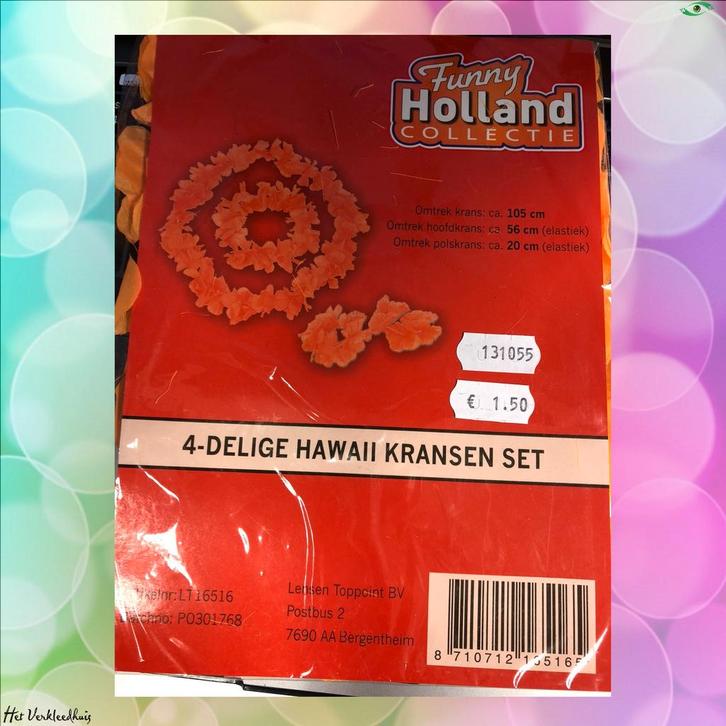 Funny
Holland
COLLECTIE
Omtrek krans: ca. 105 cm
Omtrek hoofdkrans: ca. 56 cm (elastiek)
Omtrek polskrans: ca. 20 cm (elastiek)
131055
€ 1.50
4-DELIGE HAWAII KRANSEN SET
LT16516
PO301768
Lensen Toppoint BV
Postbus 2
7690 AA Bergentheim
8 710712
Het Verkleedhuis